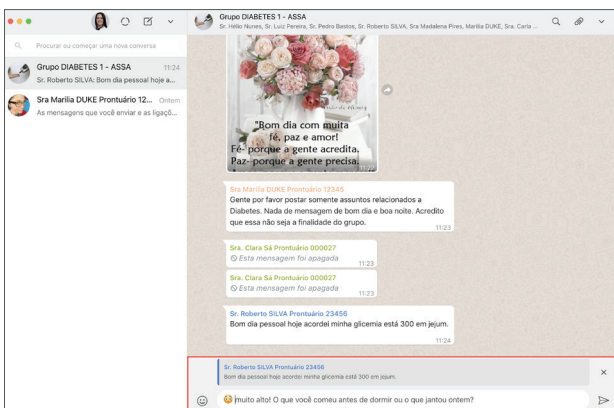 Grupo DIABETES 1 - ASSA
Sr. Hélio Nunes, Sr. Luiz Pereira, Sr. Pedro Bastos, Sr. Roberto SILVA, Sra Madalena Pires, Marilia DUKE, Sra. Carla ...
Procurar ou começar uma nova conversa
Grupo DIABETES 1 - ASSA 11:24
Sr. Roberto SILVA: Bom dia pessoal hoje a...
Sra Marilia DUKE Prontuário 12... Ontem
As mensagens que você enviar e as ligaçõ...
"Bom dia com muita
fé, paz e amor!
Fé- porque a gente acredita.
Paz- porque a gente precisa.
11:22
Sra Marilia DUKE Prontuário 12345
Gente por favor postar somente assuntos relacionados a
Diabetes. Nada de mensagem de bom dia e boa noite. Acredito
que essa não seja a finalidade do grupo.
11:23
Sra. Clara Sá Prontuário 000027
Esta mensagem foi apagada
11:23
Sra. Clara Sá Prontuário 000027
Esta mensagem foi apagada
11:23
Sr. Roberto SILVA Prontuário 23456
Bom dia pessoal hoje acordei minha glicemia está 300 em jejum.
11:24
Sr. Roberto SILVA Prontuário 23456
Bom dia pessoal hoje acordei minha glicemia está 300 em jejum.
😳 muito alto! O que você comeu antes de dormir ou o que jantou ontem?